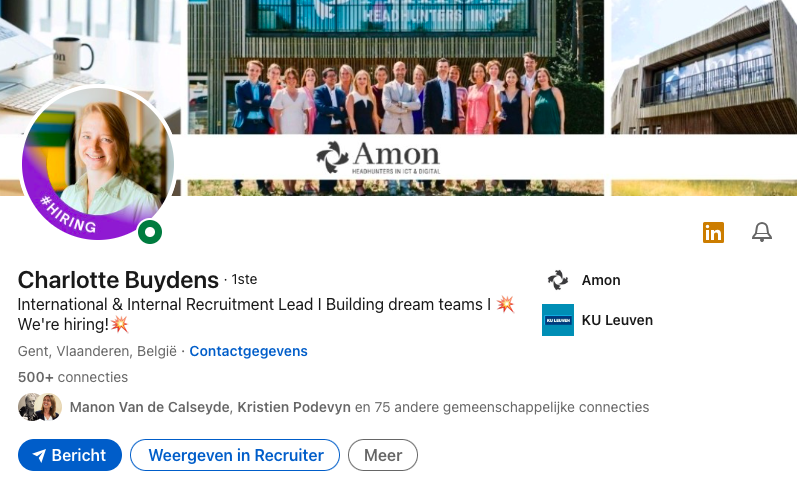 HEADHUNTERS IN ICT
Amon
HEADHUNTERS IN ICT & DIGITAL
#HIRING
in
Charlotte Buydens · 1ste
International & Internal Recruitment Lead I Building dream teams I 💥
We're hiring!💥
Gent, Vlaanderen, België · Contactgegevens
500+ connecties
Manon Van de Calseyde, Kristien Podevyn en 75 andere gemeenschappelijke connecties
Bericht
Weergeven in Recruiter
Meer
Amon
KU LEUVEN
KU Leuven